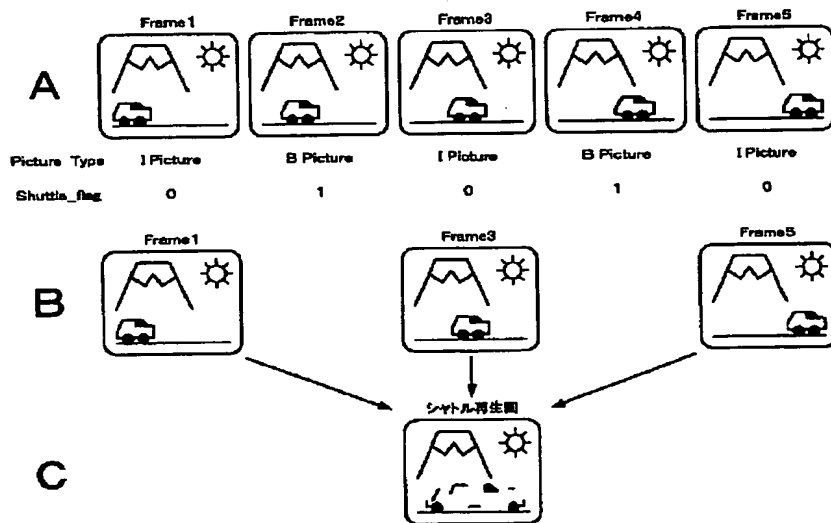 Frame1 Frame2 Frame3 Frame4 Frame5
A
Picture Type I Picture B Picture I Picture B Picture I Picture
Shuttle_flag 0 1 0 1 0
Frame1 Frame3 Frame5
B
シャトル再生画
C